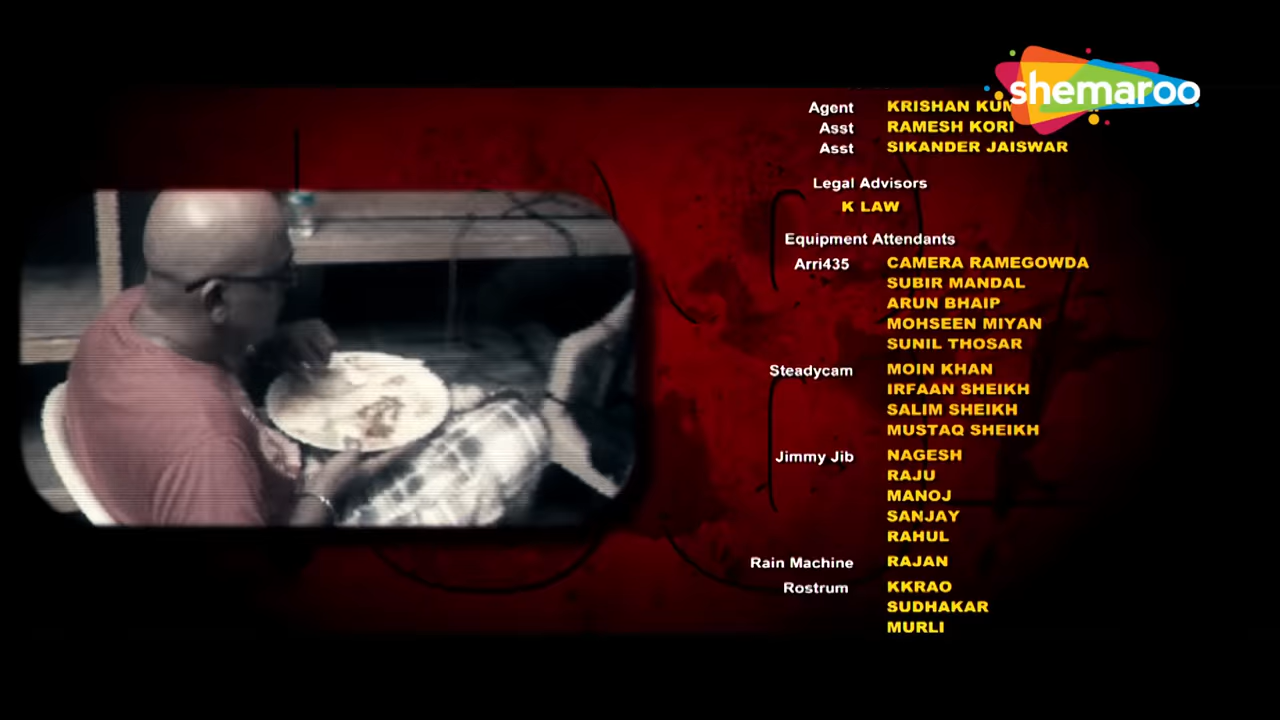 shemaroo
Agent KRISHAN
Asst RAMESH KORI
Asst SIKANDER JAISWAR
Legal Advisors
K LAW
Equipment Attendants
Arri435 CAMERA RAMEGOWDA
SUBIR MANDAL
ARUN BHAIP
MOHSEEN MIYAN
SUNIL THOSAR
Steadycam MOIN KHAN
IRFAAN SHEIKH
SALIM SHEIKH
MUSTAQ SHEIKH
Jimmy Jib NAGESH
RAJU
MANOJ
SANJAY
RAHUL
Rain Machine RAJAN
Rostrum KKRAO
SUDHAKAR
MURLI